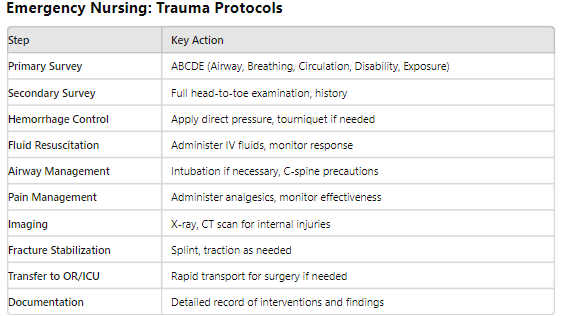 Emergency Nursing: Trauma Protocols
Step Key Action
Primary Survey ABCDE (Airway, Breathing, Circulation, Disability, Exposure)
Secondary Survey Full head-to-toe examination, history
Hemorrhage Control Apply direct pressure, tourniquet if needed
Fluid Resuscitation Administer IV fluids, monitor response
Airway Management Intubation if necessary, C-spine precautions
Pain Management Administer analgesics, monitor effectiveness
Imaging X-ray, CT scan for internal injuries
Fracture Stabilization Splint, traction as needed
Transfer to OR/ICU Rapid transport for surgery if needed
Documentation Detailed record of interventions and findings